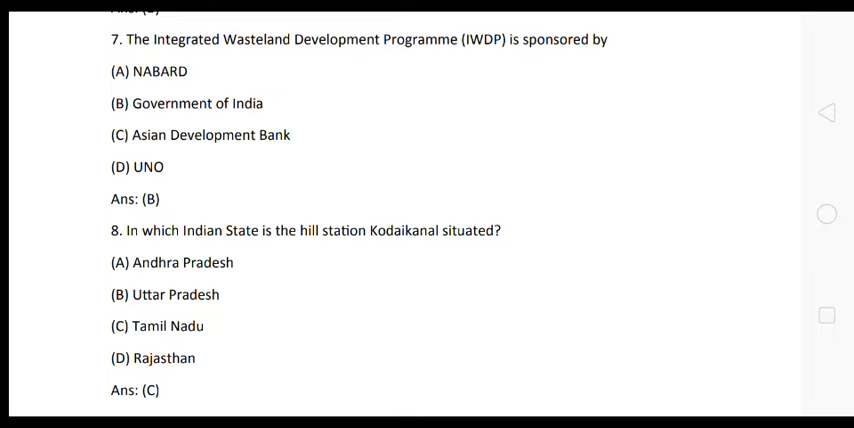 7. The Integrated Wasteland Development Programme (IWDP) is sponsored by
(A) NABARD
(B) Government of India
(C) Asian Development Bank
(D) UNO
Ans: (B)
8. In which Indian State is the hill station Kodaikanal situated?
(A) Andhra Pradesh
(B) Uttar Pradesh
(C) Tamil Nadu
(D) Rajasthan
Ans: (C)